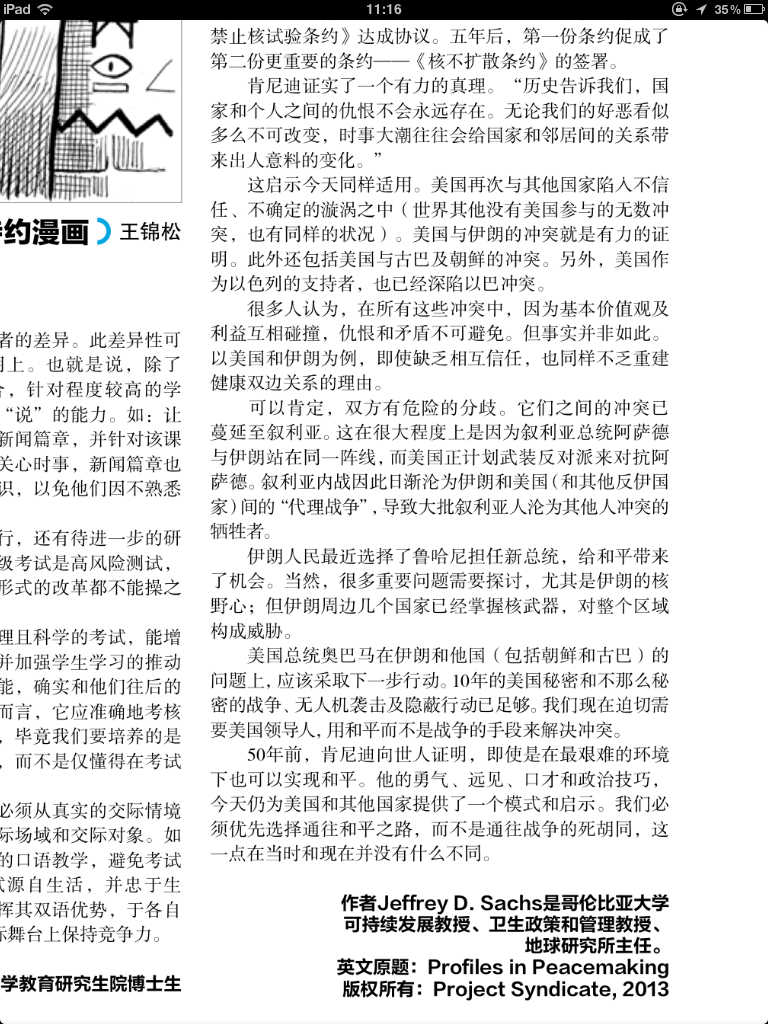 iPad
11:16
35%
约漫画
王锦松
者的差异。此差异性可
上。也就是说，除了
，针对程度较高的学
“说”的能力。如：让
新闻篇章，并针对该课
关心时事，新闻篇章也
识，以免他们因不熟悉
行，还有待进一步的研
级考试是高风险测试，
形式的改革都不能操之
理且科学的考试，能增
并加强学生学习的推动
能，确实和他们往后的
而言，它应准确地考核
，毕竟我们要培养的是
，而不是仅懂得在考试
必须从真实的交际情境
际场域和交际对象。如
的口语教学，避免考试
源自生活，并忠于生
挥其双语优势，于各自
际舞台上保持竞争力。
学教育研究生院博士生
禁止核试验条约》达成协议。五年后，第一份条约促成了
第二份更重要的条约——《核不扩散条约》的签署。
肯尼迪证实了一个有力的真理。“历史告诉我们，国
家和个人之间的仇恨不会永远存在。无论我们的好恶看似
多么不可改变，时事大潮往往会给国家和邻居间的关系带
来出人意料的变化。”
这启示今天同样适用。美国再次与其他国家陷入不信
任、不确定的漩涡之中（世界其他没有美国参与的无数冲
突，也有同样的状况）。美国与伊朗的冲突就是有力的证
明。此外还包括美国与古巴及朝鲜的冲突。另外，美国作
为以色列的支持者，也已经深陷以巴冲突。
很多人认为，在所有这些冲突中，因为基本价值观及
利益互相碰撞，仇恨和矛盾不可避免。但事实并非如此。
以美国和伊朗为例，即使缺乏相互信任，也同样不乏重建
健康双边关系的理由。
可以肯定，双方有危险的分歧。它们之间的冲突已
蔓延至叙利亚。这在很大程度上是因为叙利亚总统阿萨德
与伊朗站在同一阵线，而美国正计划武装反对派来对抗阿
萨德。叙利亚内战因此日渐沦为伊朗和美国（和其他反伊国
家）间的“代理战争”，导致大批叙利亚人沦为其他人冲突的
牺牲者。
伊朗人民最近选择了鲁哈尼担任新总统，给和平带来
了机会。当然，很多重要问题需要探讨，尤其是伊朗的核
野心；但伊朗周边几个国家已经掌握核武器，对整个区域
构成威胁。
美国总统奥巴马在伊朗和他国（包括朝鲜和古巴）的
问题上，应该采取下一步行动。10年的美国秘密和不那么秘
密的战争、无人机袭击及隐蔽行动已足够。我们现在迫切需
要美国领导人，用和平而不是战争的手段来解决冲突。
50年前，肯尼迪向世人证明，即使是在最艰难的环境
下也可以实现和平。他的勇气、远见、口才和政治技巧，
今天仍为美国和其他国家提供了一个模式和启示。我们必
须优先选择通往和平之路，而不是通往战争的死胡同，这
一点在当时和现在并没有什么不同。
作者Jeffrey D. Sachs是哥伦比亚大学
可持续发展教授、卫生政策和管理教授、
地球研究所主任。
英文原题：Profiles in Peacemaking
版权所有：Project Syndicate, 2013